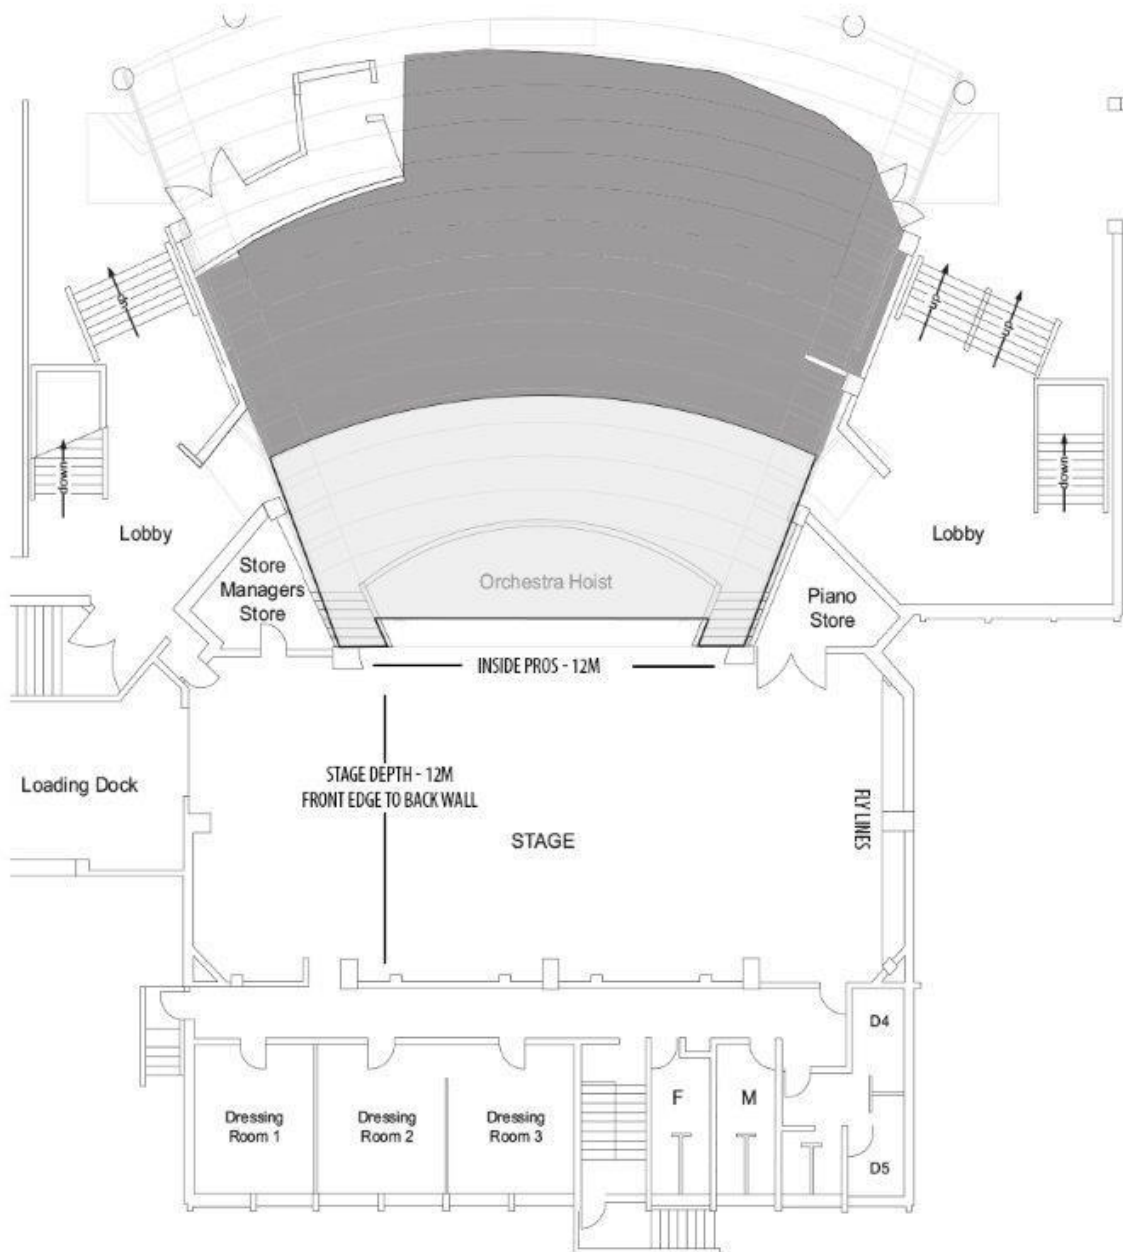 up
up
up
down
down
Lobby
Lobby
Store
Managers
Store
Orchestra Hoist
Piano
Store
INSIDE PROS - 12M
Loading Dock
STAGE DEPTH - 12M
FRONT EDGE TO BACK WALL
STAGE
FLY LINES
D4
Dressing
Room 1
Dressing
Room 2
Dressing
Room 3
F
M
D5